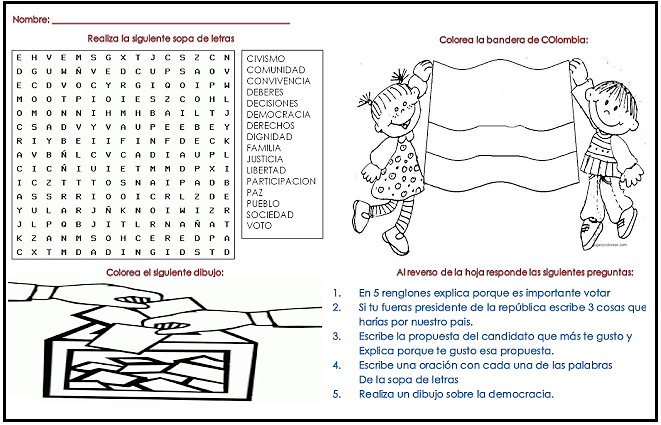 Nombre:
Realiza la siguiente sopa de letras
E H V E M S G X T J C S Z C N
D G U W Ñ V E D C U P S A O V
E C D V O C Y R G I Q O I P W
M O O T P I O I E S Z C O H L
O M O N N I H M H B A I L T J
C S A D V Y V A U P E E B E Y
R I Y B E I I F I N F D E C K
A V B Ñ L C V C A D I A U P L
C I C Ñ I U I E T M M D P X I
I C Z T T T O S N A I P A D B
A S S R R I O O I C R L Z D E
Y U L A R J Ñ K N O I W I Z R
J L P Q B J I T L R N A Ñ A T
K Z A N M S O H C E R E D P A
C X T M D A D I N G I D S T D
CIVISMO
COMUNIDAD
CONVIVENCIA
DEBERES
DECISIONES
DEMOCRACIA
DERECHOS
DIGNIDAD
FAMILIA
JUSTICIA
LIBERTAD
PARTICIPACION
PAZ
PUEBLO
SOCIEDAD
VOTO
Colorea la bandera de COlombia:
Colorea el siguiente dibujo:
Al reverso de la hoja responde las siguientes preguntas:
1. En 5 renglones explica porque es importante votar
2. Si tu fueras presidente de la república escribe 3 cosas que
harías por nuestro pais.
3. Escribe la propuesta del candidato que más te gusto y
Explica porque te gusto esa propuesta.
4. Escribe una oración con cada una de las palabras
De la sopa de letras
5. Realiza un dibujo sobre la democracia.